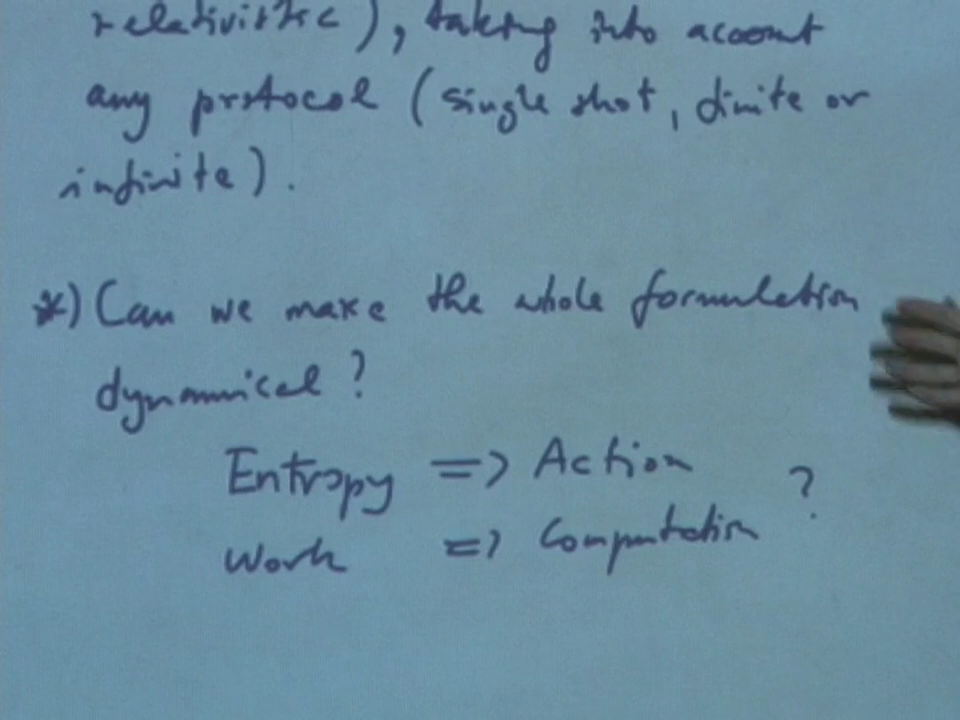 relativistic), taking into account
any protocol (single shot, finite or
infinite).
*) Can we make the whole formulation
dynamical?
Entropy => Action
?
Work => Computation